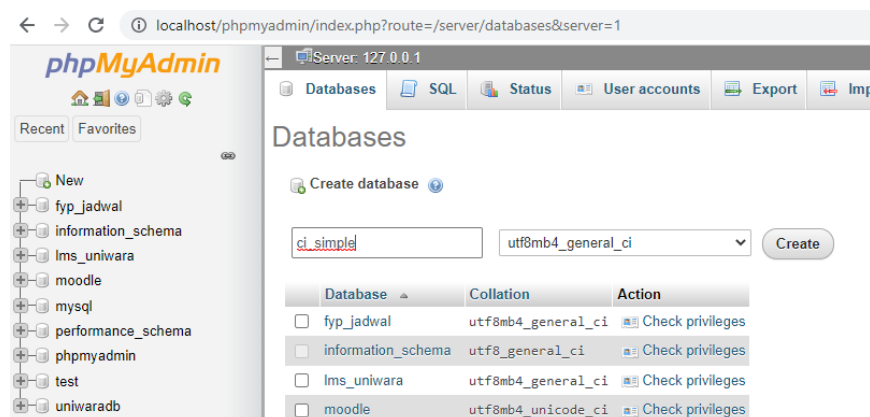 localhost/phpmyadmin/index.php?route=/server/databases&server=1
phpMyAdmin
Recent Favorites
New
fyp_jadwal
information_schema
lms_uniwara
moodle
mysql
performance_schema
phpmyadmin
test
uniwaradb
Server: 127.0.0.1
Databases SQL Status User accounts Export Imp
Databases
Create database
ci_simple utf8mb4_general_ci Create
Database Collation Action
fyp_jadwal utf8mb4_general_ci Check privileges
information_schema utf8_general_ci Check privileges
lms_uniwara utf8mb4_general_ci Check privileges
moodle utf8mb4_unicode_ci Check privileges